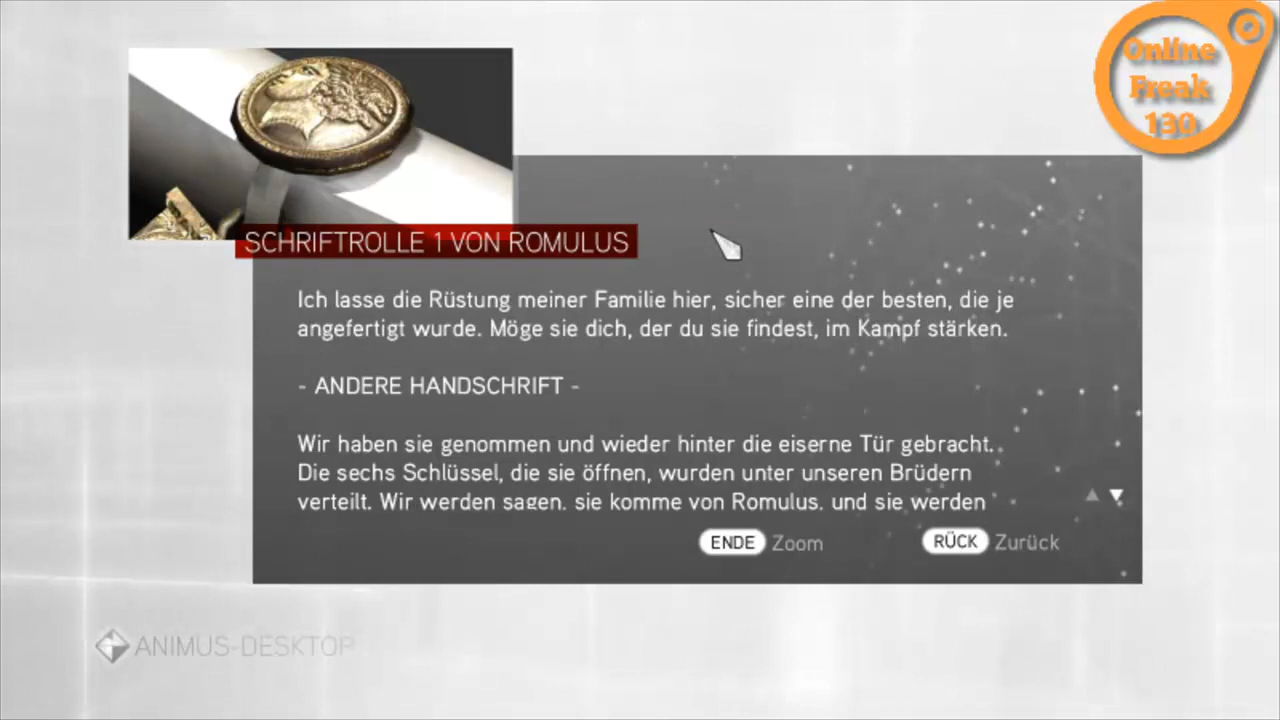 Online
Freak
130
SCHRIFTROLLE 1 VON ROMULUS
Ich lasse die Rüstung meiner Familie hier, sicher eine der besten, die je
angefertigt wurde. Möge sie dich, der du sie findest, im Kampf stärken.
- ANDERE HANDSCHRIFT -
Wir haben sie genommen und wieder hinter die eiserne Tür gebracht.
Die sechs Schlüssel, die sie öffnen, wurden unter unseren Brüdern
verteilt. Wir werden sagen, sie komme von Romulus, und sie werden
ENDE Zoom RÜCK Zurück
ANIMUS-DESKTOP